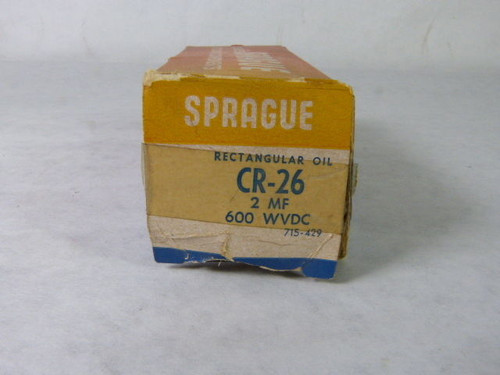 SPRAGUE
RECTANGULAR OIL
CR-26
2 MF
600 WVDC
715-429